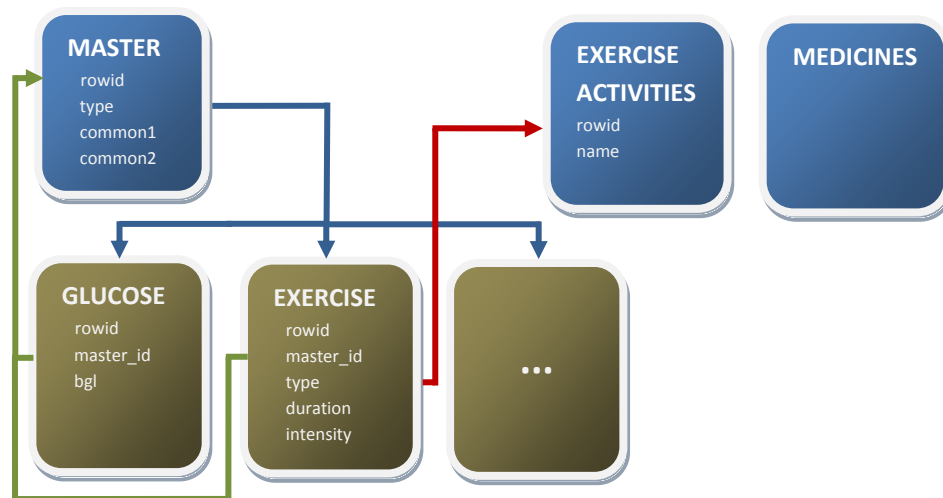 MASTER
rowid
type
common1
common2
EXERCISE
ACTIVITIES
rowid
name
MEDICINES
GLUCOSE
rowid
master_id
bgl
EXERCISE
rowid
master_id
type
duration
intensity
...